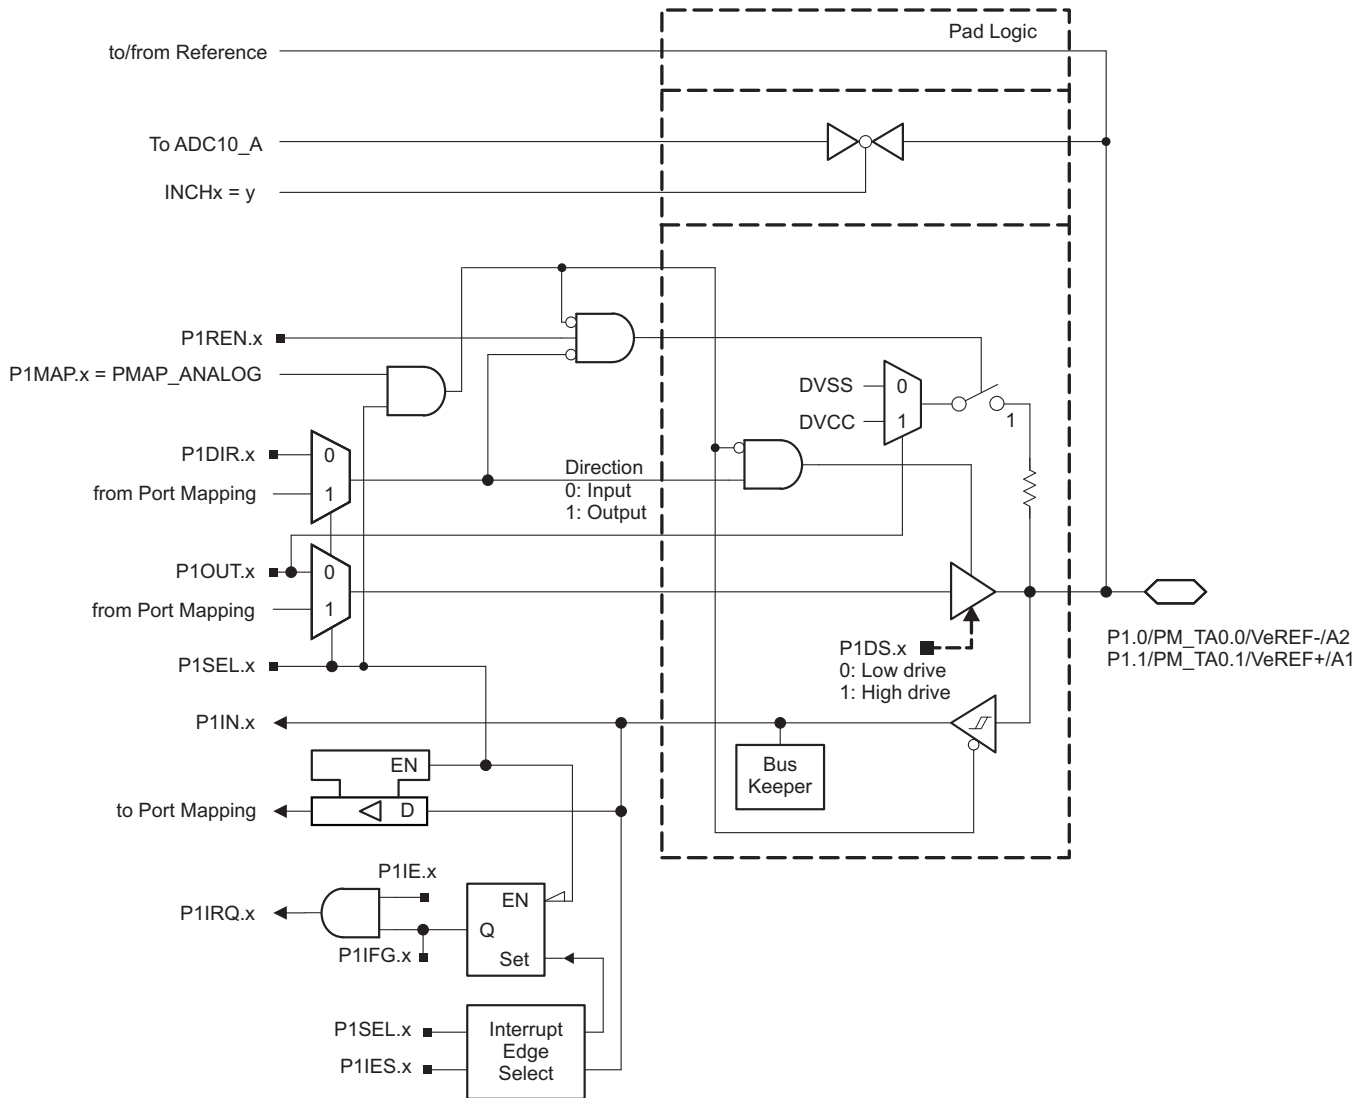 Pad Logic
to/from Reference
To ADC10_A
INCHx = y
P1REN.x
P1MAP.x = PMAP_ANALOG
DVSS
0
DVCC
1
1
P1DIR.x
0
from Port Mapping
1
Direction
0: Input
1: Output
P1OUT.x
0
from Port Mapping
1
P1.0/PM_TA0.0/VeREF-/A2
P1.1/PM_TA0.1/VeREF+/A1
P1DS.x
0: Low drive
1: High drive
P1SEL.x
P1IN.x
Bus
Keeper
EN
to Port Mapping
D
P1IE.x
P1IRQ.x
EN
Q
P1IFG.x
Set
P1SEL.x
P1IES.x
Interrupt
Edge
Select